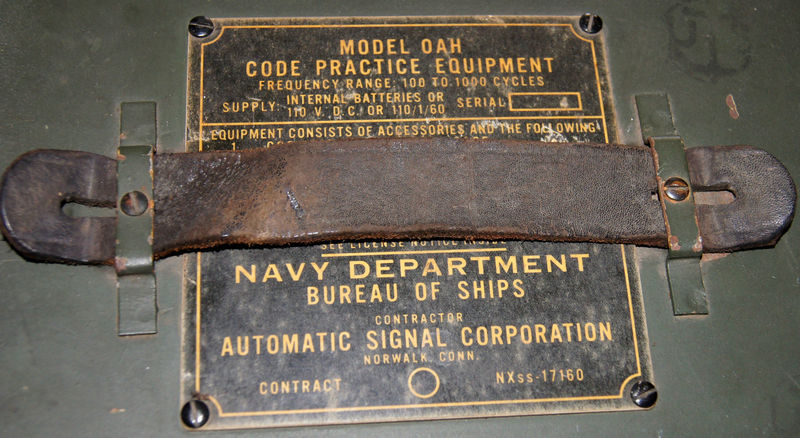 MODEL OAH
CODE PRACTICE EQUIPMENT
FREQUENCY RANGE: 100 TO 1000 CYCLES
SUPPLY: INTERNAL BATTERIES OR
110 V. D.C. OR 110/1/60
SERIAL
EQUIPMENT CONSISTS OF ACCESSORIES AND THE FOLLOWING
1
SEE LICENSE NOTICE
NAVY DEPARTMENT
BUREAU OF SHIPS
CONTRACTOR
AUTOMATIC SIGNAL CORPORATION
NORWALK, CONN.
CONTRACT NXss-17160